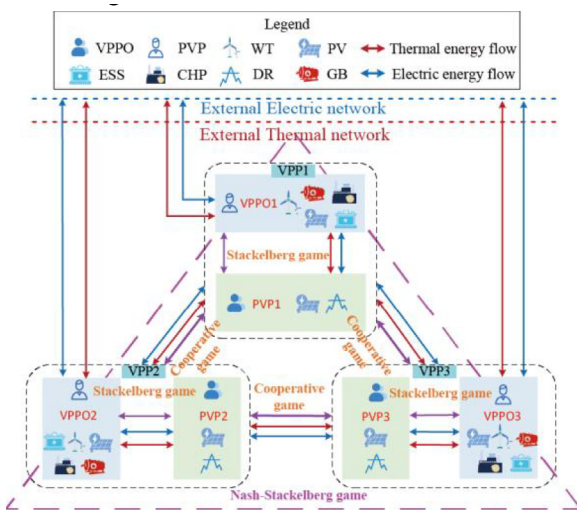 Legend
VPPO PVP WT PV Thermal energy flow
ESS CHP DR GB Electric energy flow
External Electric network
External Thermal network
VPP1
VPPO1
Stackelberg game
PVP1
Cooperative game
Cooperative game
VPP2
Stackelberg game
VPPO2
PVP2
Cooperative
game
VPP3
Stackelberg game
PVP3
VPPO3
Nash-Stackelberg game